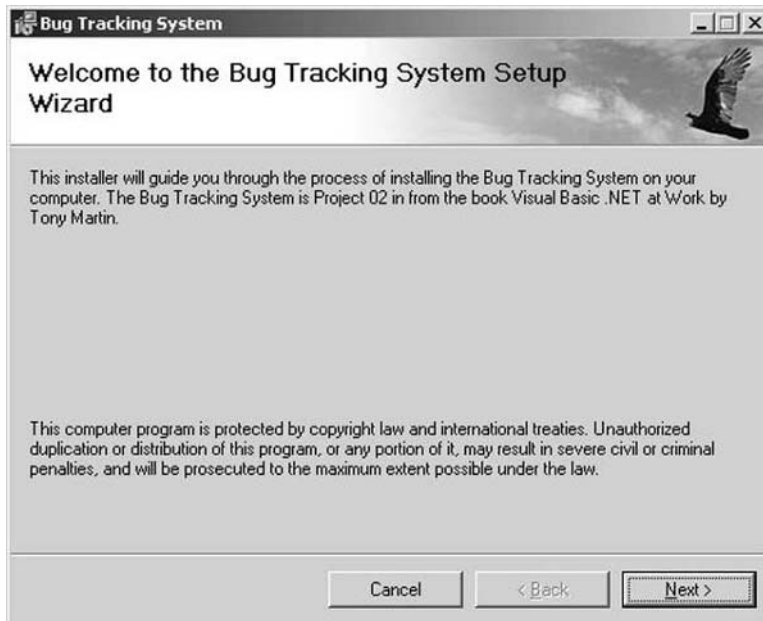 Bug Tracking System
Welcome to the Bug Tracking System Setup
Wizard
This installer will guide you through the process of installing the Bug Tracking System on your
computer. The Bug Tracking System is Project 02 in from the book Visual Basic .NET at Work by
Tony Martin.
This computer program is protected by copyright law and international treaties. Unauthorized
duplication or distribution of this program, or any portion of it, may result in severe civil or criminal
penalties, and will be prosecuted to the maximum extent possible under the law.
Cancel < Back Next >